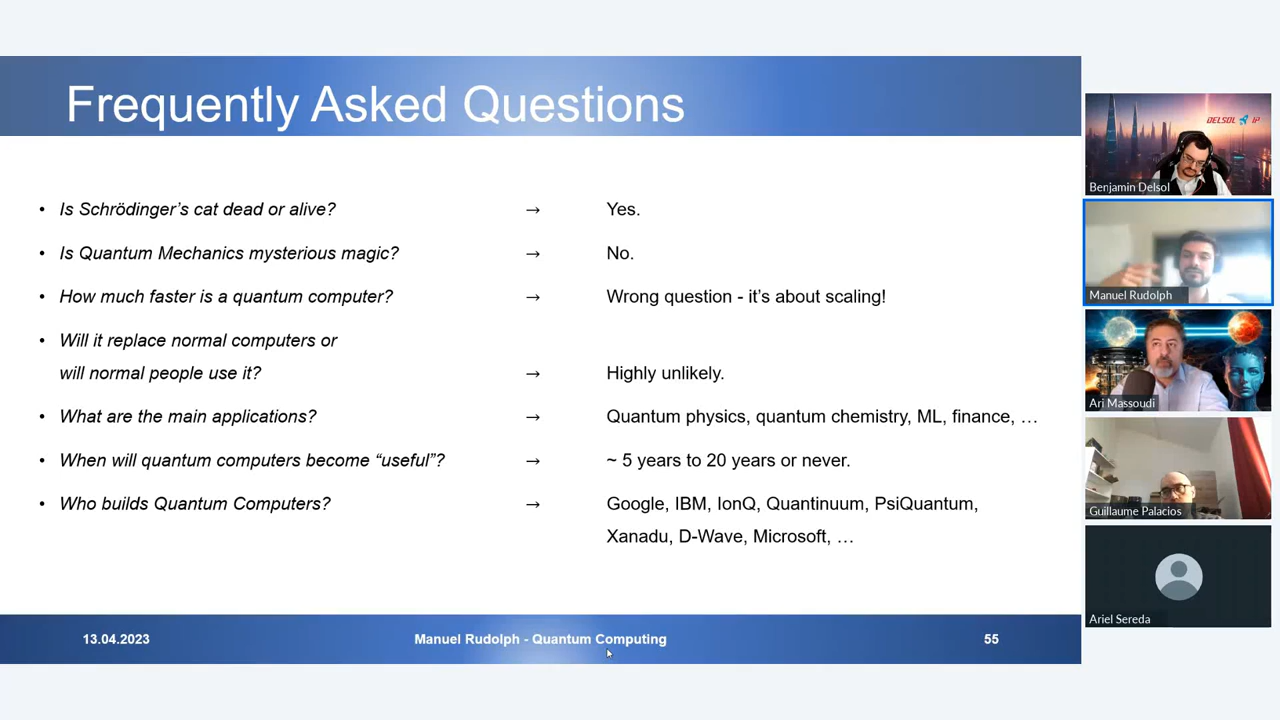 Frequently Asked Questions
• Is Schrödinger's cat dead or alive? → Yes.
• Is Quantum Mechanics mysterious magic? → No.
• How much faster is a quantum computer? → Wrong question - it's about scaling!
• Will it replace normal computers or
will normal people use it? → Highly unlikely.
• What are the main applications? → Quantum physics, quantum chemistry, ML, finance, …
• When will quantum computers become “useful”? → ~ 5 years to 20 years or never.
• Who builds Quantum Computers? → Google, IBM, IonQ, Quantinuum, PsiQuantum,
Xanadu, D-Wave, Microsoft, …
13.04.2023 Manuel Rudolph - Quantum Computing 55
DELSOL IP
Benjamin Delsol
Manuel Rudolph
Ari Massoudi
Guillaume Palacios
Ariel Sereda